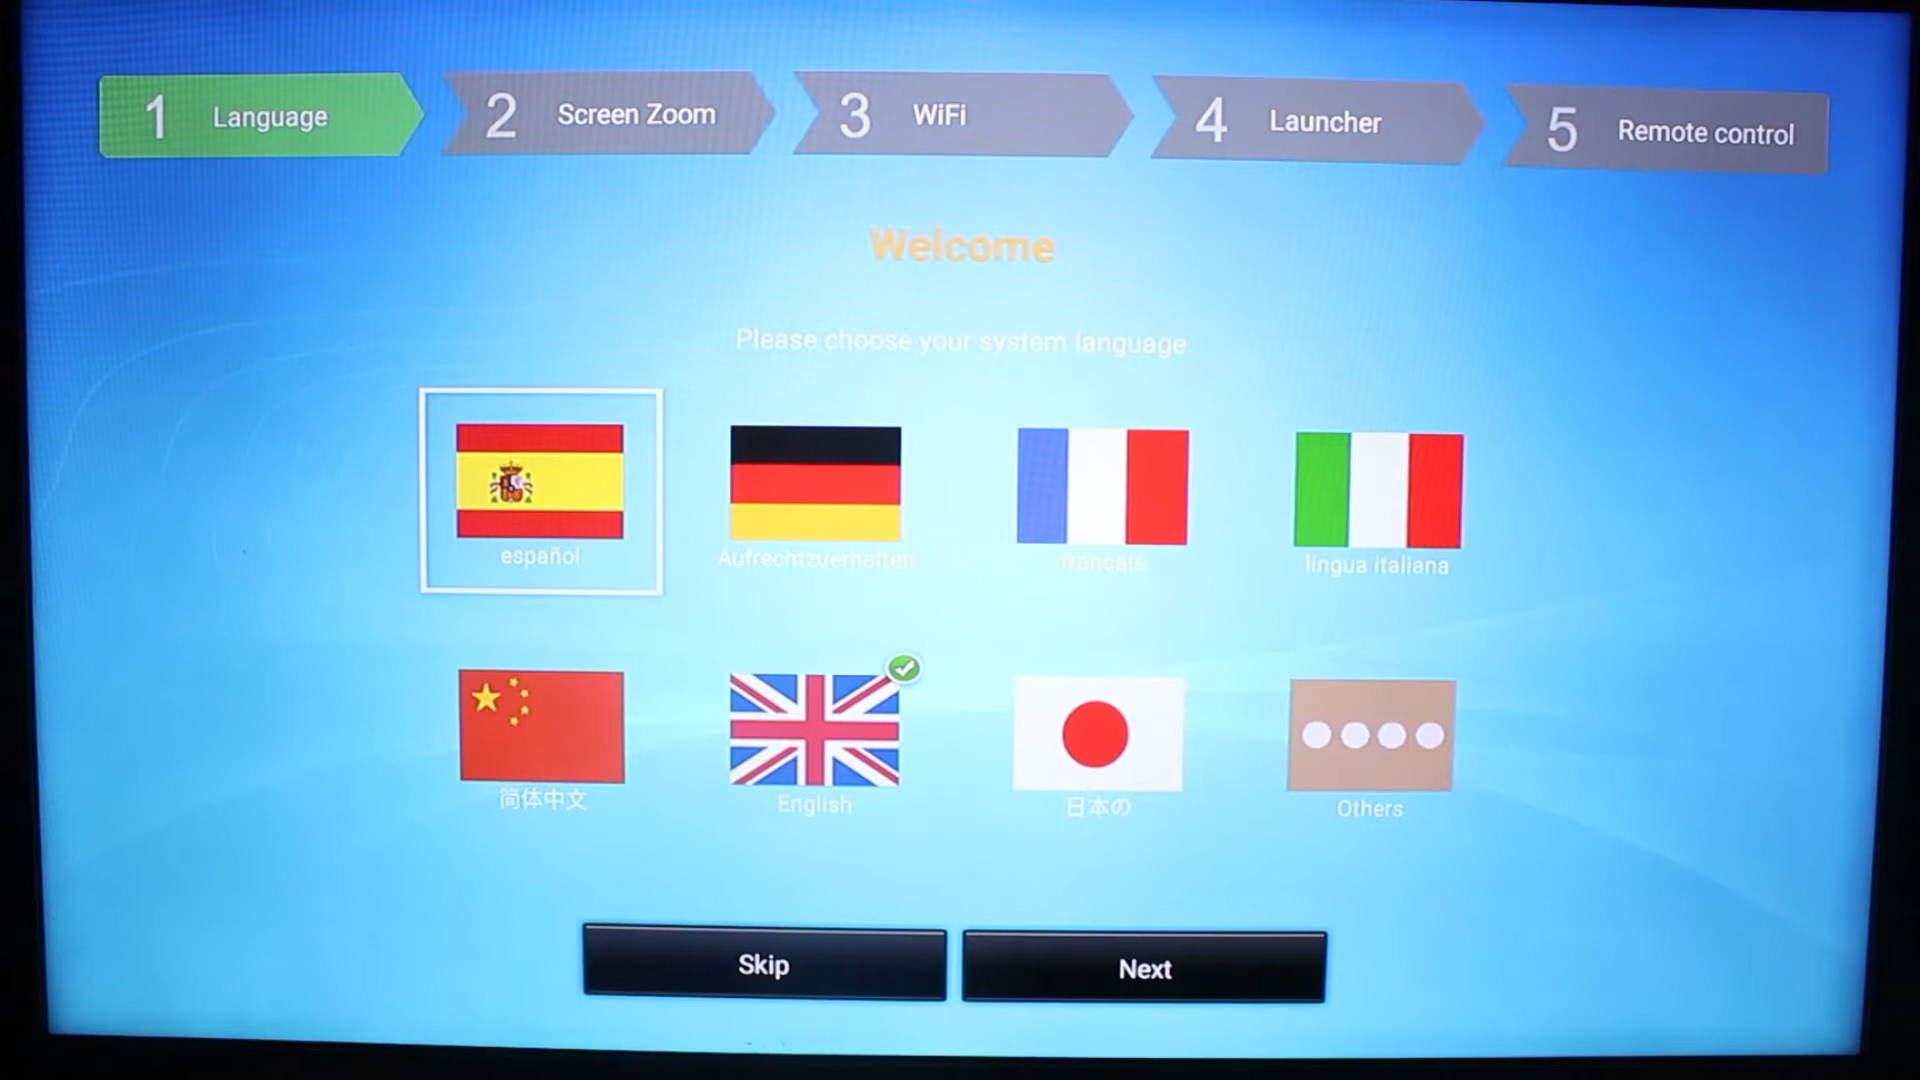 1 Language
2 Screen Zoom
3 WiFi
4 Launcher
5 Remote control
Welcome
Please choose your system language
español
Aufrechtzuerhalten
français
lingua italiana
简体中文
English
日本の
Others
Skip
Next